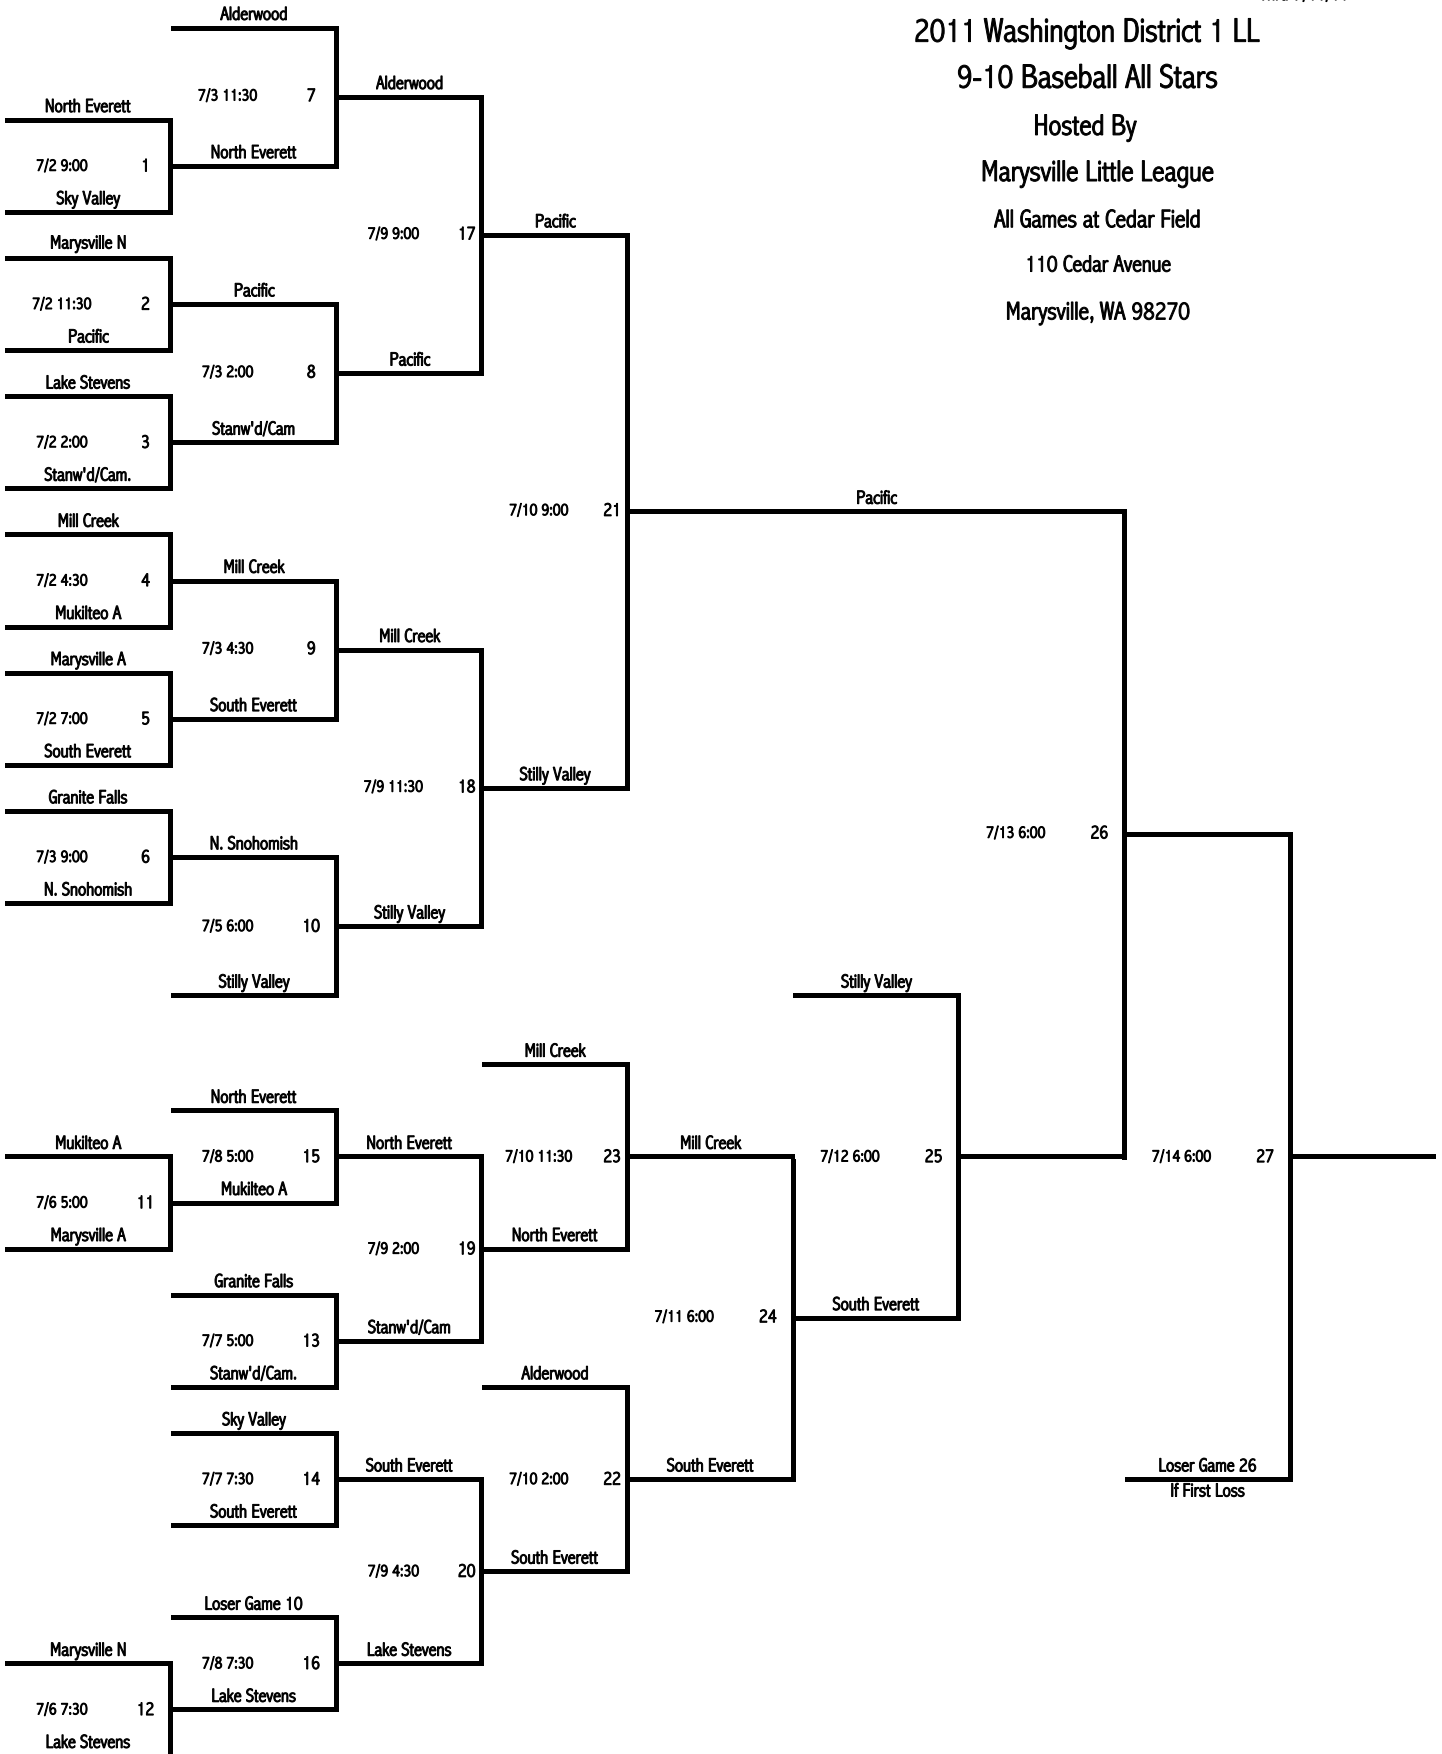 Alderwood
2011 Washington District 1 LL
9-10 Baseball All Stars
Hosted By
Marysville Little League
All Games at Cedar Field
110 Cedar Avenue
Marysville, WA 98270
7/3 11:30 7
Alderwood
North Everett
7/2 9:00 1
North Everett
Sky Valley
7/9 9:00 17
Pacific
Marysville N
7/2 11:30 2
Pacific
Pacific
7/3 2:00 8
Pacific
Lake Stevens
7/2 2:00 3
Stanw'd/Cam
Stanw'd/Cam.
7/10 9:00 21
Pacific
Mill Creek
7/2 4:30 4
Mill Creek
Mukilteo A
7/3 4:30 9
Mill Creek
Marysville A
7/2 7:00 5
South Everett
South Everett
7/9 11:30 18
Stilly Valley
Granite Falls
7/3 9:00 6
N. Snohomish
N. Snohomish
7/13 6:00 26
7/5 6:00 10
Stilly Valley
Stilly Valley
Stilly Valley
Mill Creek
North Everett
Mukilteo A
7/8 5:00 15
North Everett
7/10 11:30 23
Mill Creek
7/12 6:00 25
7/14 6:00 27
7/6 5:00 11
Mukilteo A
Marysville A
7/9 2:00 19
North Everett
Granite Falls
7/7 5:00 13
Stanw'd/Cam
Stanw'd/Cam.
7/11 6:00 24
South Everett
Alderwood
Sky Valley
7/7 7:30 14
South Everett
7/10 2:00 22
South Everett
Loser Game 26
If First Loss
South Everett
7/9 4:30 20
South Everett
Loser Game 10
Marysville N
7/8 7:30 16
Lake Stevens
7/6 7:30 12
Lake Stevens
Lake Stevens